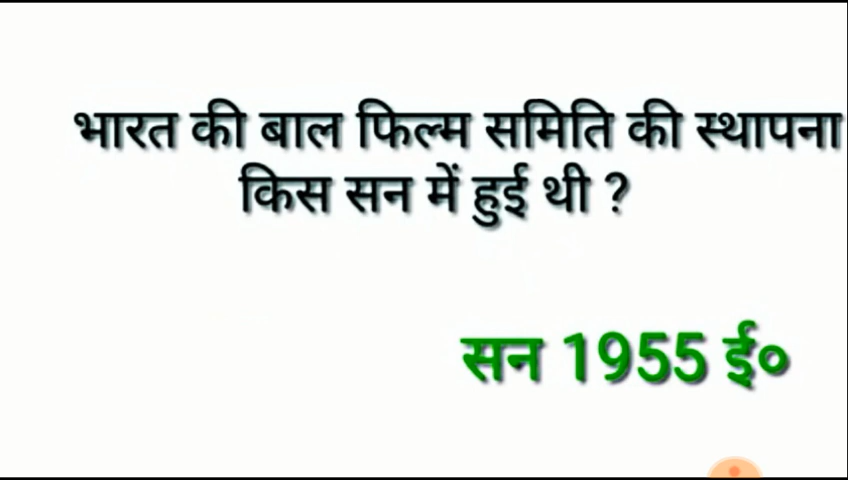 भारत की बाल फिल्म समिति की स्थापना
किस सन में हुई थी ?
सन 1955 ई०